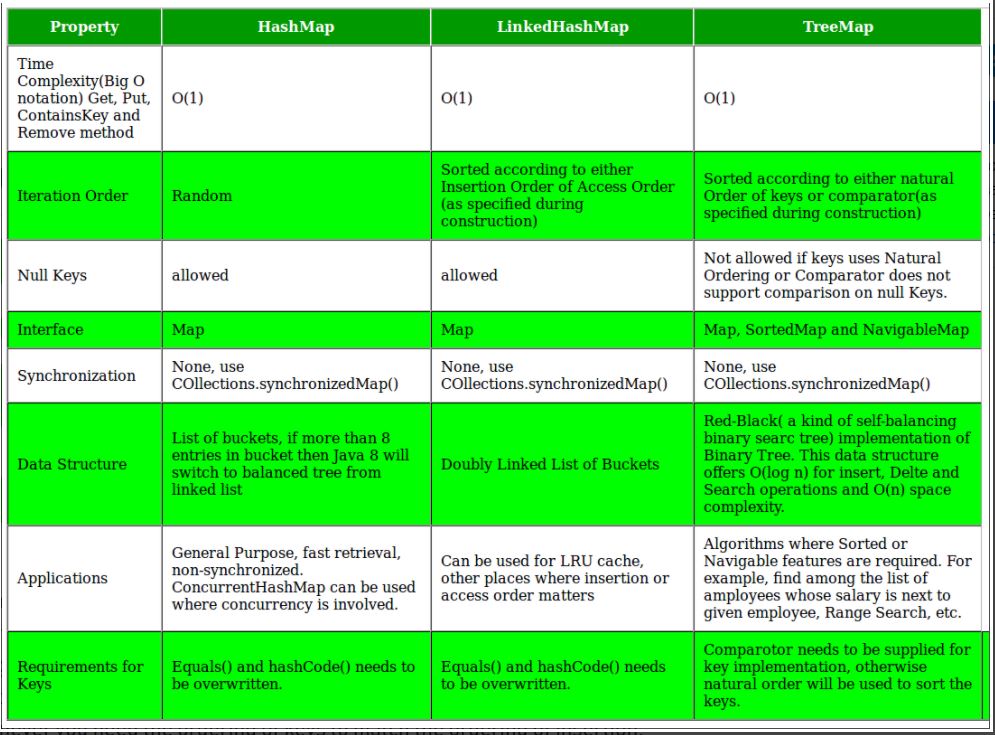 Property HashMap LinkedHashMap TreeMap
Time
Complexity(Big O
notation) Get, Put,
ContainsKey and
Remove method
O(1)
O(1)
O(1)
Iteration Order
Random
Sorted according to either
Insertion Order of Access Order
(as specified during
construction)
Sorted according to either natural
Order of keys or comparator(as
specified during construction)
Null Keys
allowed
allowed
Not allowed if keys uses Natural
Ordering or Comparator does not
support comparison on null Keys.
Interface
Map
Map
Map, SortedMap and NavigableMap
Synchronization
None, use
COllections.synchronizedMap()
None, use
COllections.synchronizedMap()
None, use
COllections.synchronizedMap()
Data Structure
List of buckets, if more than 8
entries in bucket then Java 8 will
switch to balanced tree from
linked list
Doubly Linked List of Buckets
Red-Black( a kind of self-balancing
binary searc tree) implementation of
Binary Tree. This data structure
offers O(log n) for insert, Delte and
Search operations and O(n) space
complexity.
Applications
General Purpose, fast retrieval,
non-synchronized.
ConcurrentHashMap can be used
where concurrency is involved.
Can be used for LRU cache,
other places where insertion or
access order matters
Algorithms where Sorted or
Navigable features are required. For
example, find among the list of
amployees whose salary is next to
given employee, Range Search, etc.
Requirements for
Keys
Equals() and hashCode() needs to
be overwritten.
Equals() and hashCode() needs
to be overwritten.
Comparotor needs to be supplied for
key implementation, otherwise
natural order will be used to sort the
keys.